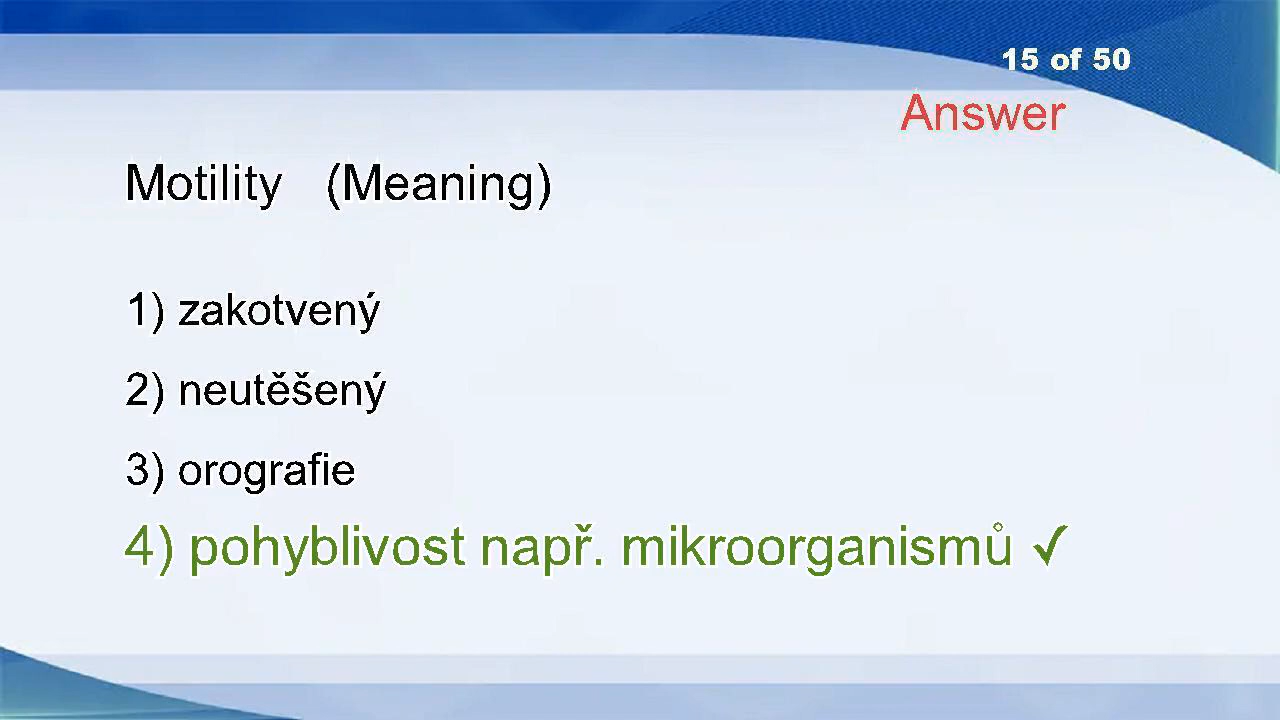 15 of 50
Answer
Motility (Meaning)
1) zakotvený
2) neutěšený
3) orografie
4) pohyblivost např. mikroorganismů ✓